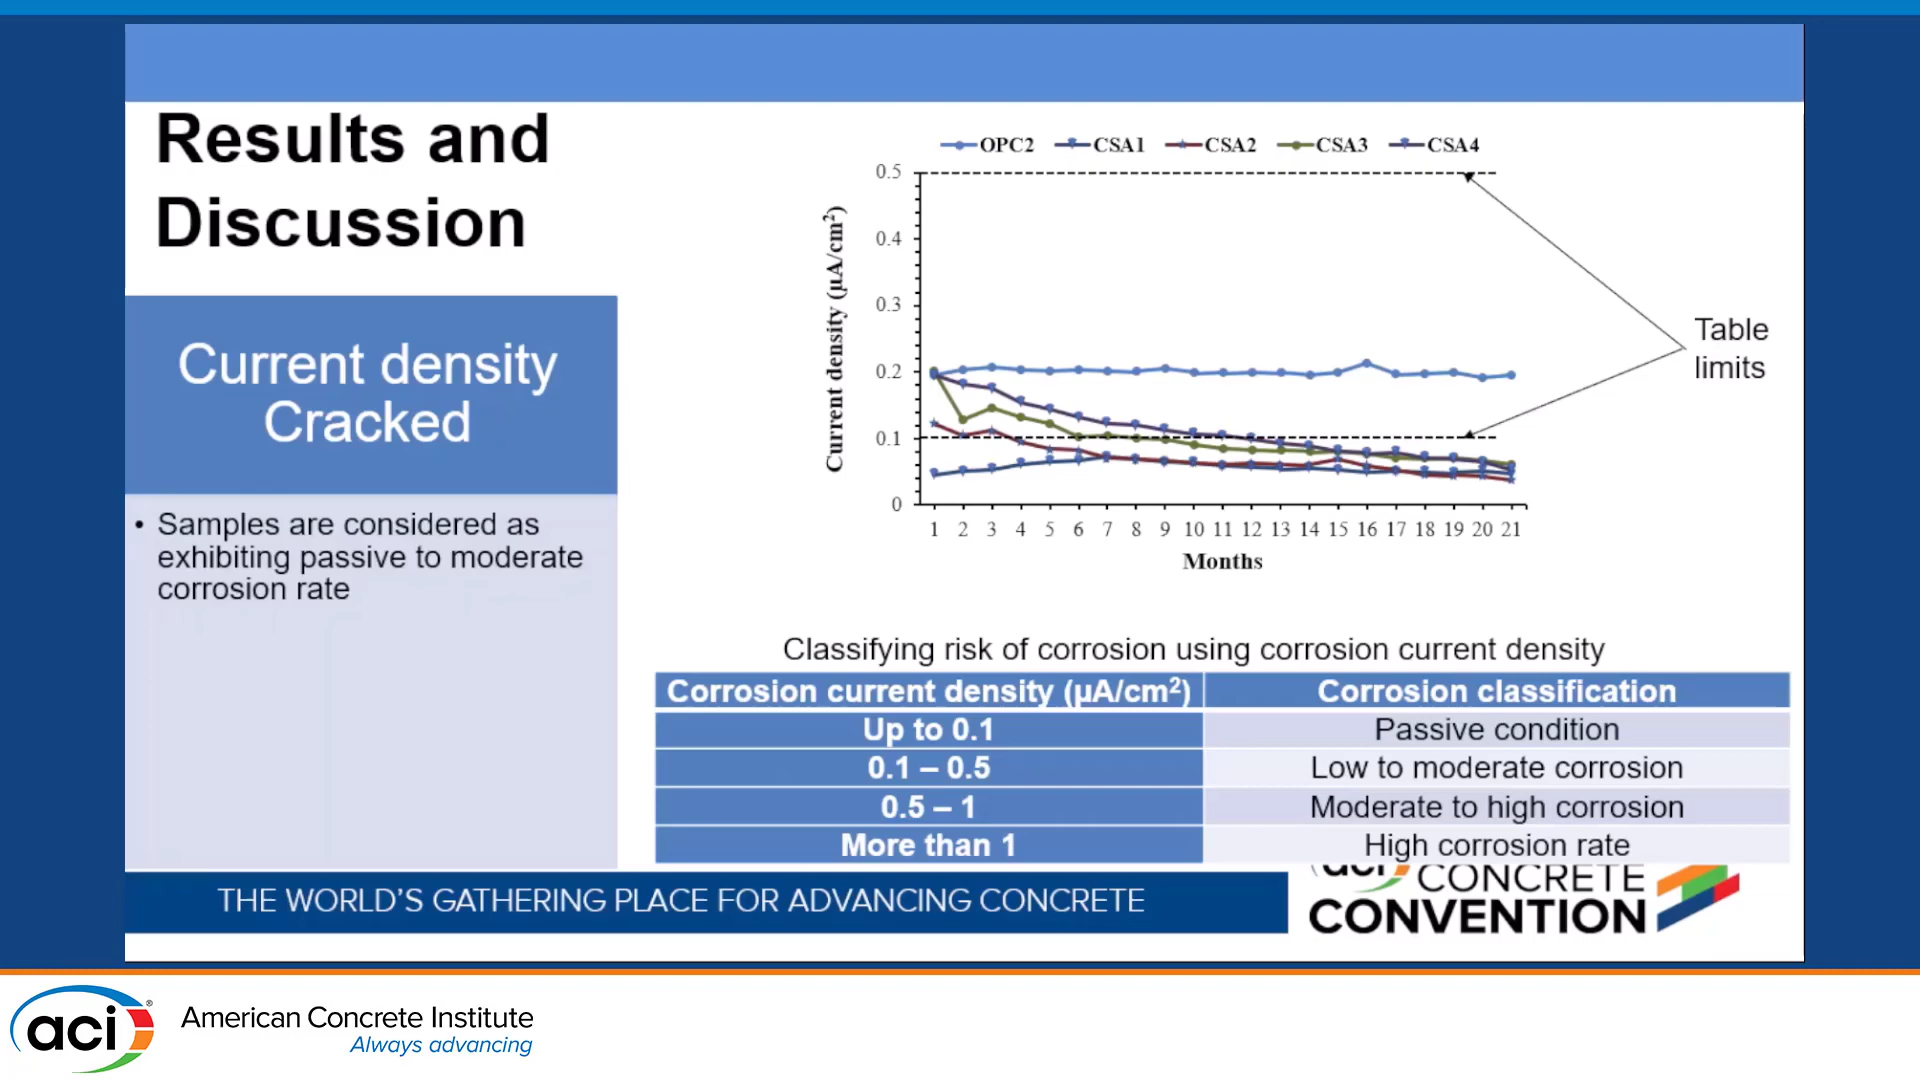 Results and
Discussion
Current density
Cracked
• Samples are considered as
exhibiting passive to moderate
corrosion rate
OPC2 CSA1 CSA2 CSA3 CSA4
Current density (µA/cm²)
0.5
0.4
0.3
0.2
0.1
0
1 2 3 4 5 6 7 8 9 10 11 12 13 14 15 16 17 18 19 20 21
Months
Table
limits
Classifying risk of corrosion using corrosion current density
Corrosion current density (µA/cm²) Corrosion classification
Up to 0.1 Passive condition
0.1 – 0.5 Low to moderate corrosion
0.5 – 1 Moderate to high corrosion
More than 1 High corrosion rate
THE WORLD'S GATHERING PLACE FOR ADVANCING CONCRETE
aci CONCRETE
CONVENTION
aci®
American Concrete Institute
Always advancing